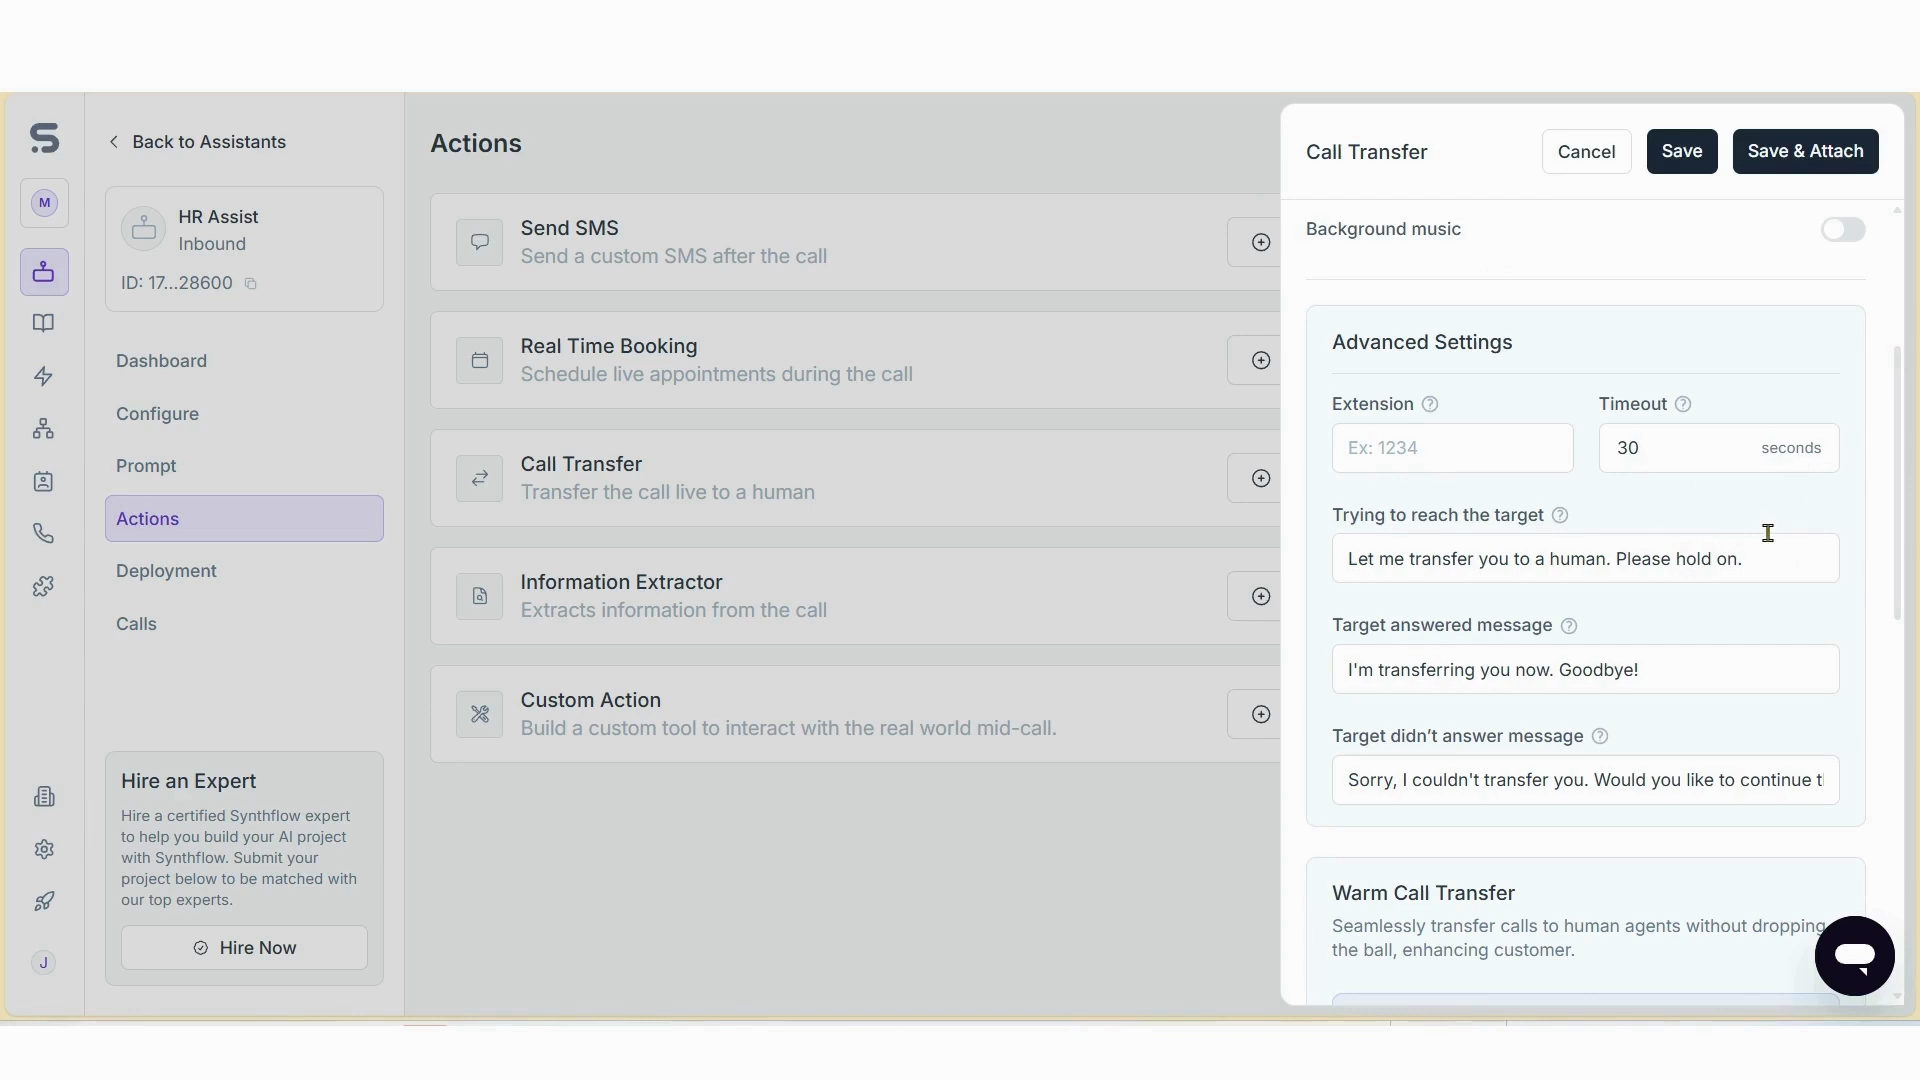 Back to Assistants
M
HR Assist
Inbound
ID: 17...28600
Dashboard
Configure
Prompt
Actions
Deployment
Calls
Hire an Expert
Hire a certified Synthflow expert
to help you build your AI project
with Synthflow. Submit your
project below to be matched with
our top experts.
Hire Now
J
Actions
Send SMS
Send a custom SMS after the call
Real Time Booking
Schedule live appointments during the call
Call Transfer
Transfer the call live to a human
Information Extractor
Extracts information from the call
Custom Action
Build a custom tool to interact with the real world mid-call.
Call Transfer
Cancel
Save
Save & Attach
Background music
Advanced Settings
Extension
Timeout
Ex: 1234
30
seconds
Trying to reach the target
Let me transfer you to a human. Please hold on.
Target answered message
I'm transferring you now. Goodbye!
Target didn’t answer message
Sorry, I couldn't transfer you. Would you like to continue
Warm Call Transfer
Seamlessly transfer calls to human agents without dropping
the ball, enhancing customer.